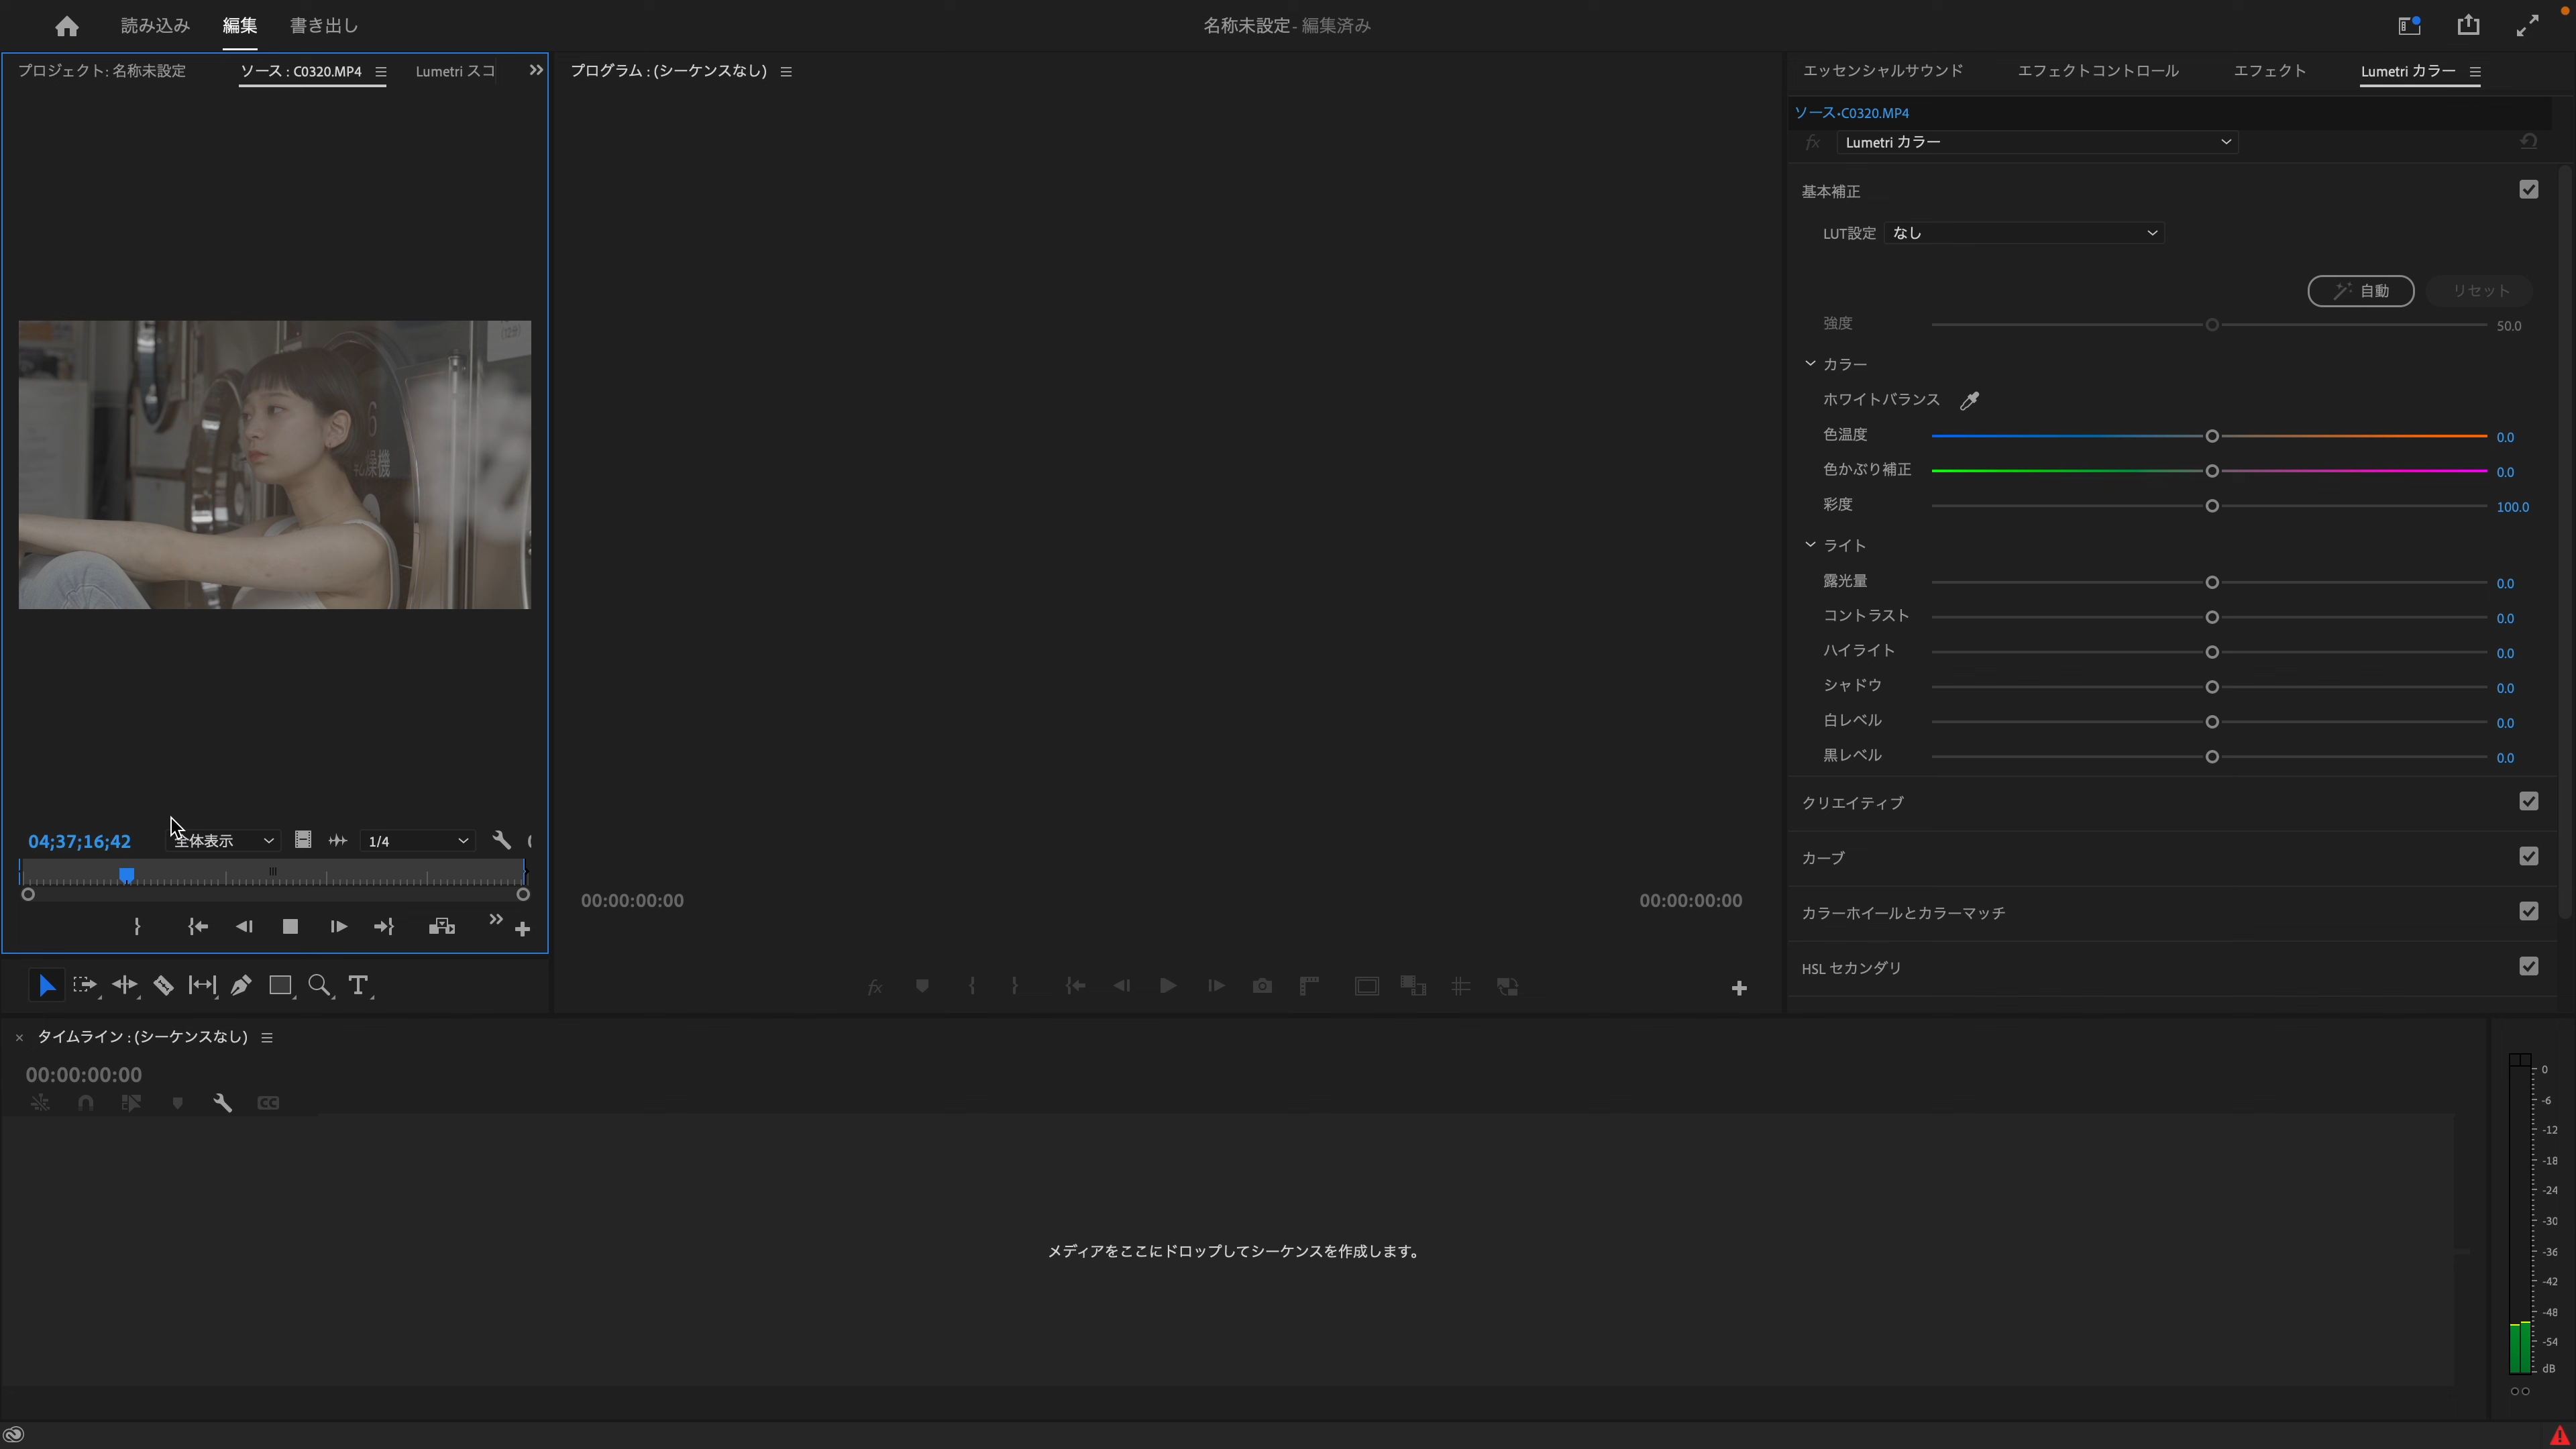 読み込み 編集 書き出し
名称未設定 - 編集済み
プロジェクト: 名称未設定 ソース : C0320.MP4 Lumetri スコ
プログラム : (シーケンスなし)
エッセンシャルサウンド エフェクトコントロール エフェクト Lumetri カラー
ソース•C0320.MP4
fx Lumetri カラー
基本補正
LUT設定 なし
自動 リセット
強度 50.0
カラー
ホワイトバランス
色温度 0.0
色かぶり補正 0.0
彩度 100.0
ライト
露光量 0.0
コントラスト 0.0
ハイライト 0.0
シャドウ 0.0
白レベル 0.0
黒レベル 0.0
クリエイティブ
カーブ
カラーホイールとカラーマッチ
HSL セカンダリ
6
燥機
04;37;16;42 全体表示 1/4
00:00:00:00 00:00:00:00
fx
T
タイムライン : (シーケンスなし)
00:00:00:00
CC
メディアをここにドロップしてシーケンスを作成します。
0
-6
-12
-18
-24
-30
-36
-42
-48
-54
dB